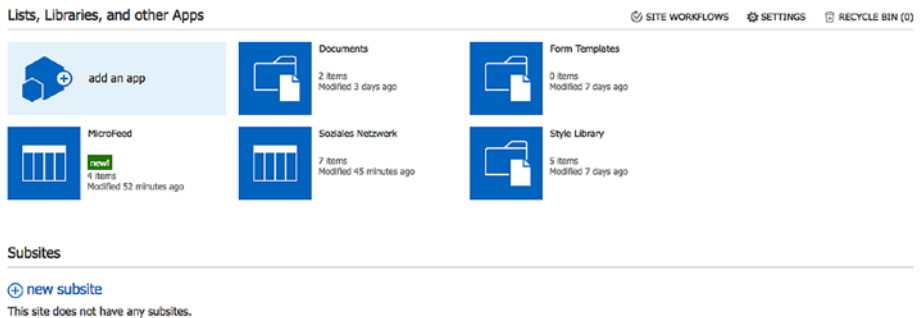 Lists, Libraries, and other Apps
SITE WORKFLOWS SETTINGS RECYCLE BIN (0)
add an app
Documents
2 items
Modified 3 days ago
Form Templates
0 items
Modified 7 days ago
MicroFeed
new!
4 items
Modified 52 minutes ago
Soziales Netzwerk
7 items
Modified 45 minutes ago
Style Library
5 items
Modified 7 days ago
Subsites
new subsite
This site does not have any subsites.